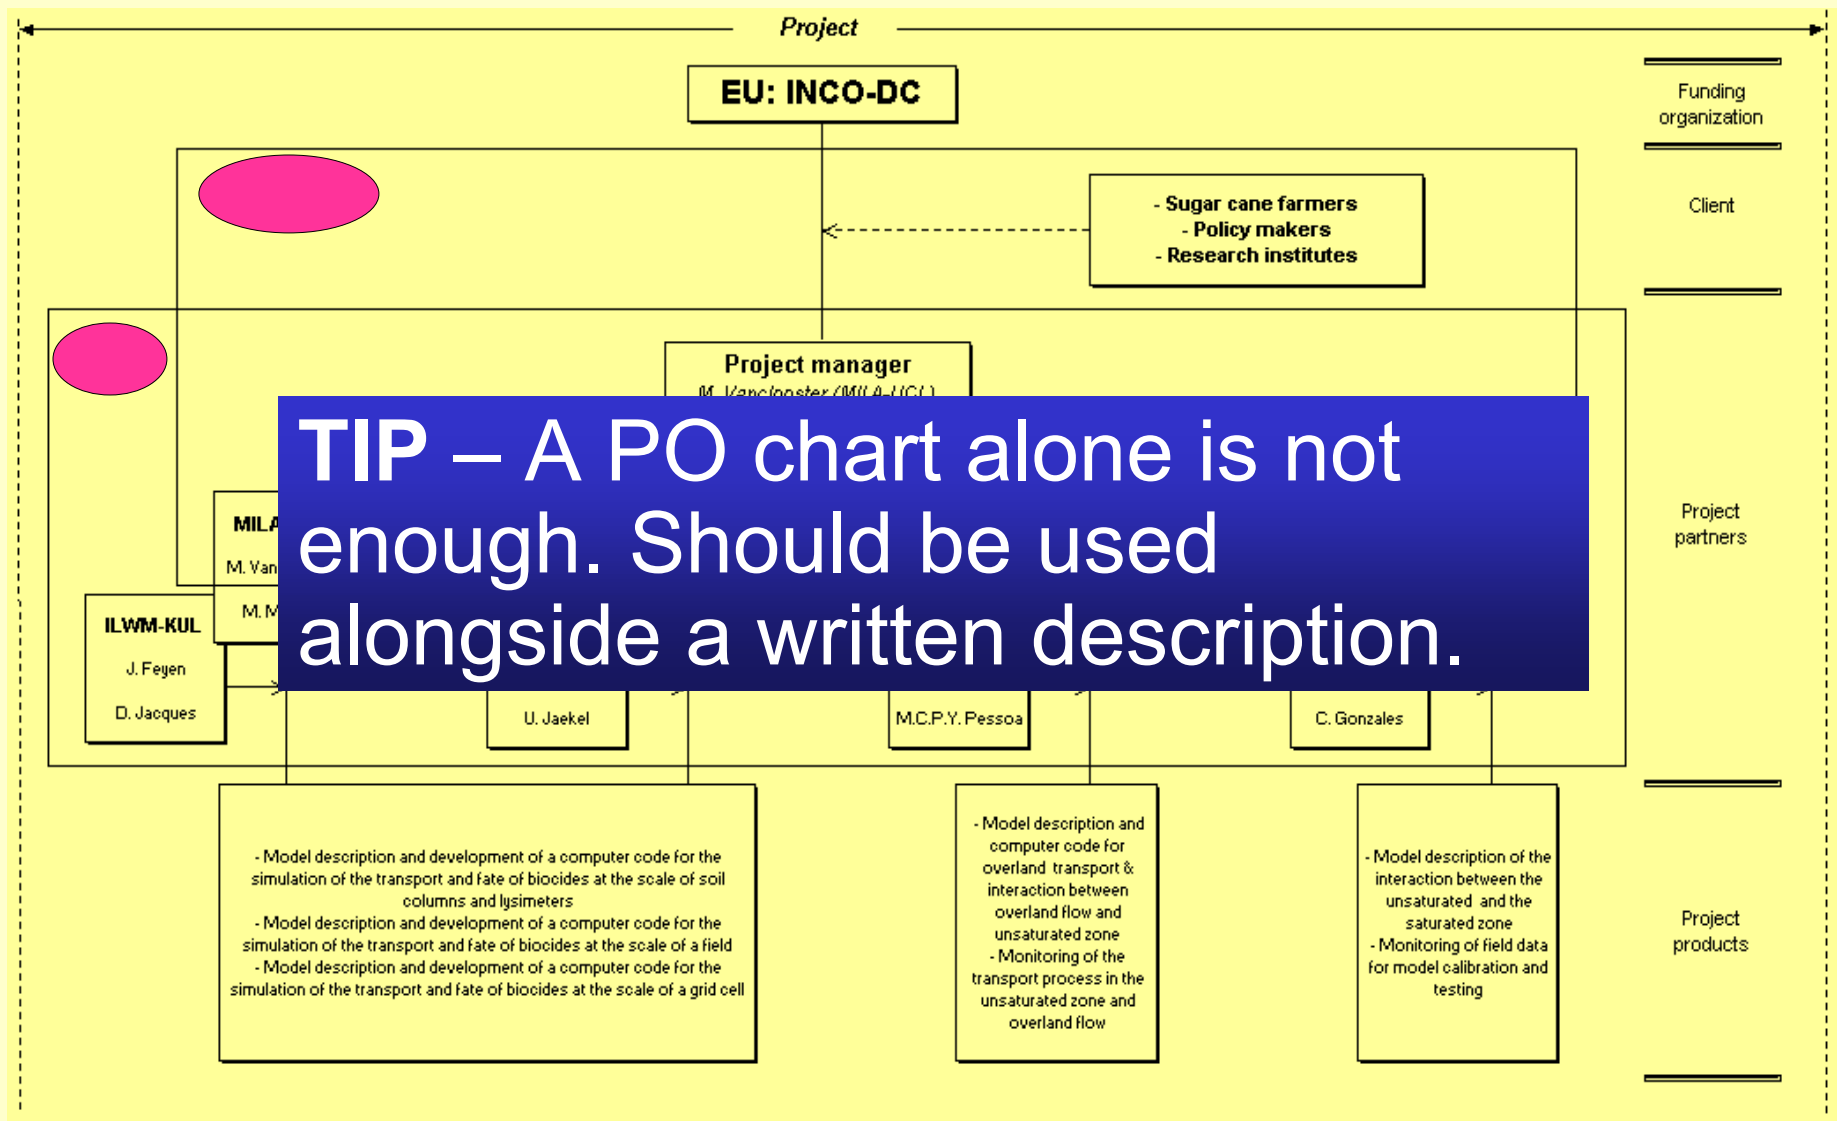 Project
EU: INCO-DC
Funding
organization
- Sugar cane farmers
- Policy makers
- Research institutes
Client
Project manager
M. Vanclooster (MILA-UCL)
TIP – A PO chart alone is not
enough. Should be used
alongside a written description.
MILA
M. Van
M. M
ILWM-KUL
J. Feyen
D. Jacques
U. Jaekel
M.C.P.Y. Pessoa
C. Gonzales
Project
partners
- Model description and development of a computer code for the
simulation of the transport and fate of biocides at the scale of soil
columns and lysimeters
- Model description and development of a computer code for the
simulation of the transport and fate of biocides at the scale of a field
- Model description and development of a computer code for the
simulation of the transport and fate of biocides at the scale of a grid cell
- Model description and
computer code for
overland transport &
interaction between
overland flow and
unsaturated zone
- Monitoring of the
transport process in the
unsaturated zone and
overland flow
- Model description of the
interaction between the
unsaturated and the
saturated zone
- Monitoring of field data
for model calibration and
testing
Project
products